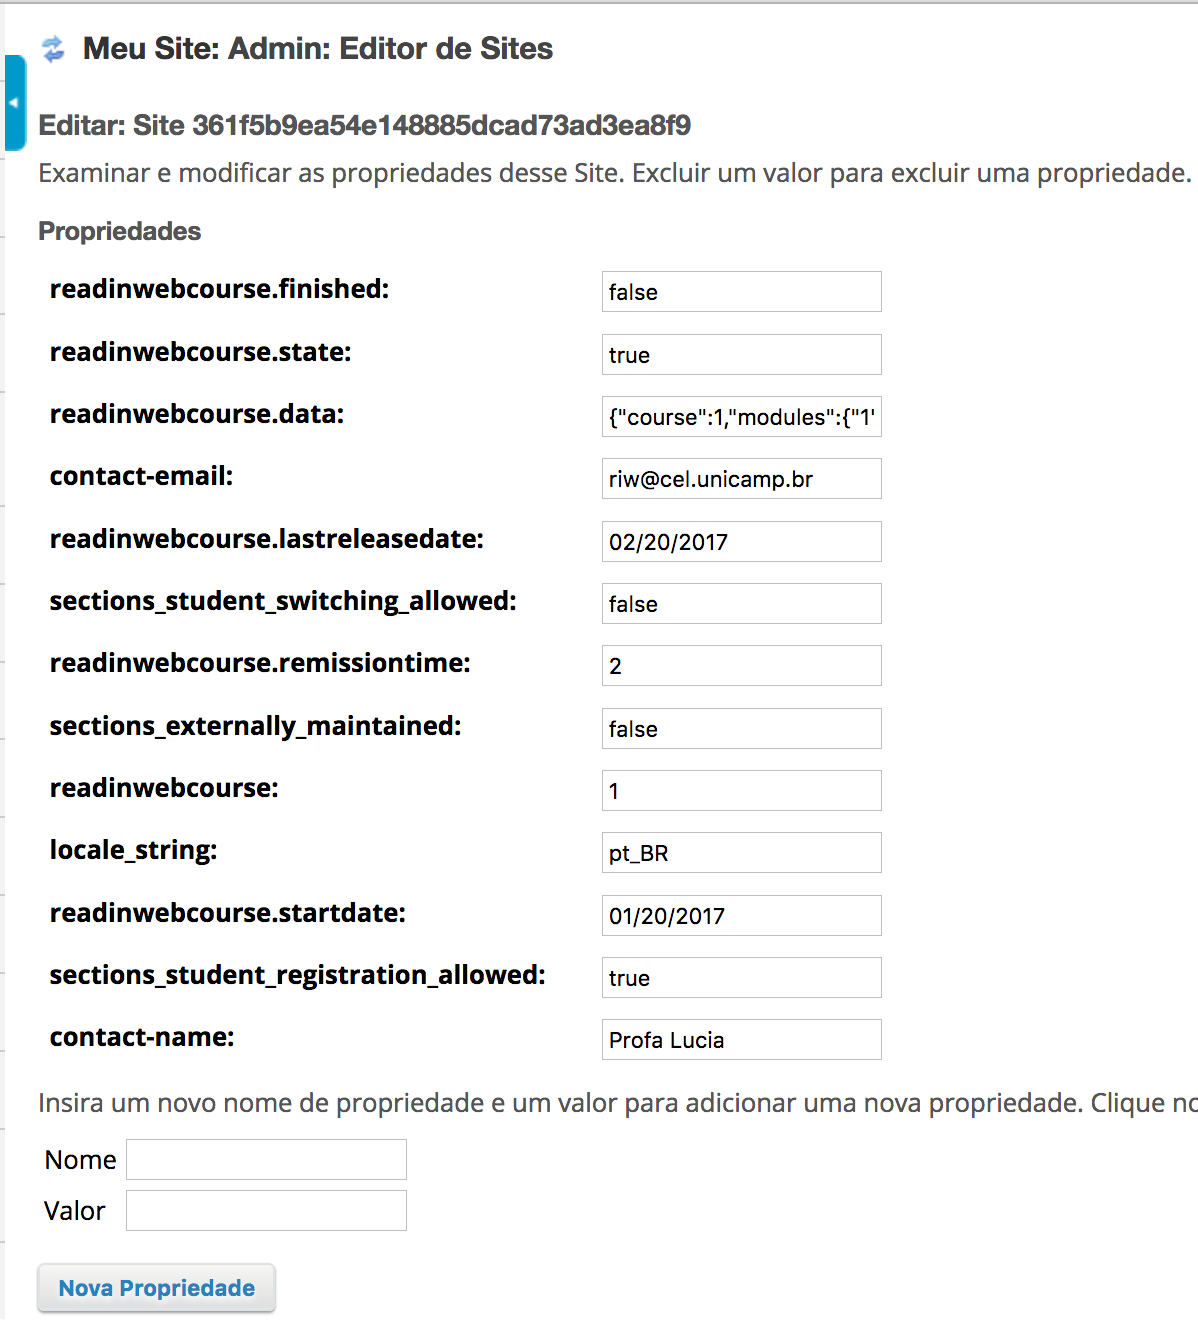 Meu Site: Admin: Editor de Sites
Editar: Site 361f5b9ea54e148885dcad73ad3ea8f9
Examinar e modificar as propriedades desse Site. Excluir um valor para excluir uma propriedade.
Propriedades
readinwebcourse.finished: false
readinwebcourse.state: true
readinwebcourse.data: {"course":1,"modules":{"1"
contact-email: riw@cel.unicamp.br
readinwebcourse.lastreleasedate: 02/20/2017
sections_student_switching_allowed: false
readinwebcourse.remissiontime: 2
sections_externally_maintained: false
readinwebcourse: 1
locale_string: pt_BR
readinwebcourse.startdate: 01/20/2017
sections_student_registration_allowed: true
contact-name: Profa Lucia
Insira um novo nome de propriedade e um valor para adicionar uma nova propriedade. Clique
Nome
Valor
Nova Propriedade